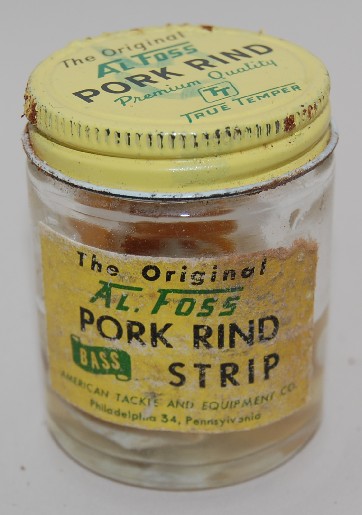 The Original
AL FOSS
PORK RIND
Premium Quality
TT
TRUE TEMPER
The Original
AL. FOSS
PORK RIND
BASS
STRIP
AMERICAN TACKLE AND EQUIPMENT CO.
Philadelphia 34, Pennsylvania